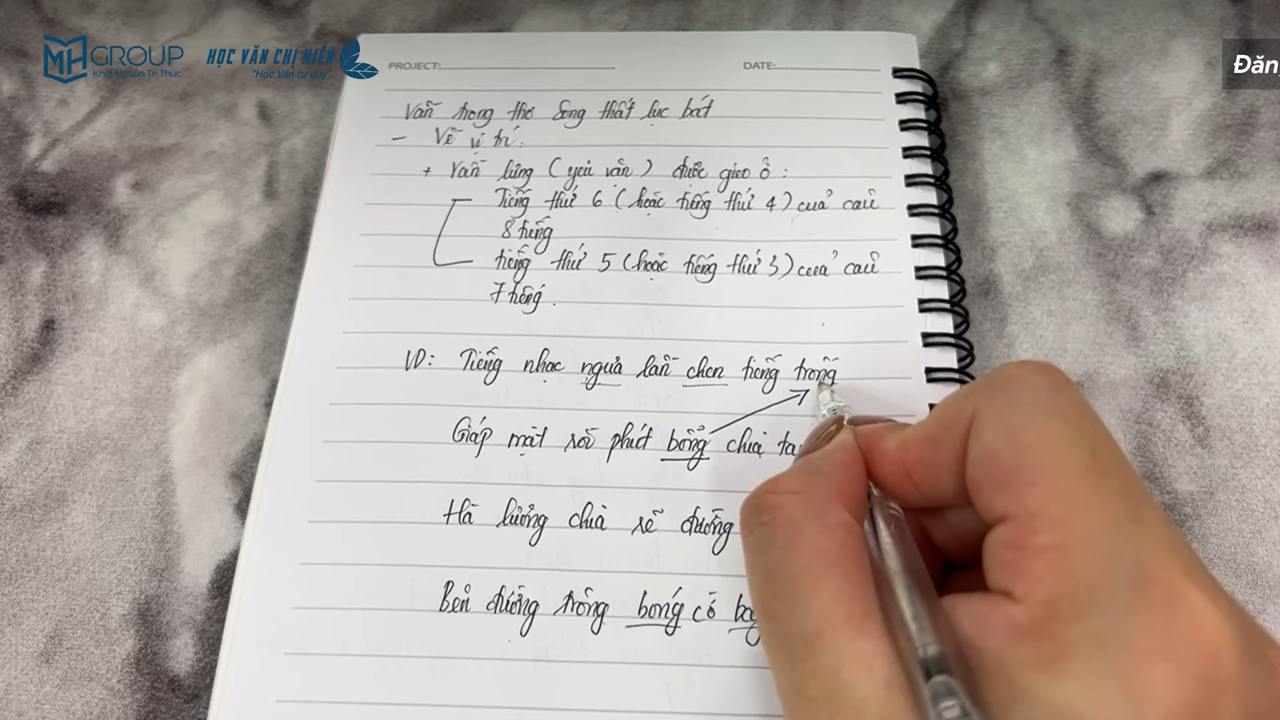 MH GROUP
Khơi Nguồn Tri Thức
HỌC VĂN CHỊ HIÊN
"Học Văn tư duy"
Đăn
PROJECT:
DATE:
Vần trong thơ song thất lục bát
- Về vị trí:
+ Vần lưng (yêu vần) được gieo ở:
Tiếng thứ 6 (hoặc tiếng thứ 4) của câu
8 tiếng
tiếng thứ 5 (hoặc tiếng thứ 3) của câu
7 tiếng.
VD: Tiếng nhạc ngựa lần chen tiếng trống
Giáp mặt rồi phút bỗng chia ta
Hà lương chia rẽ đường
Bên đường trông bóng cờ bay